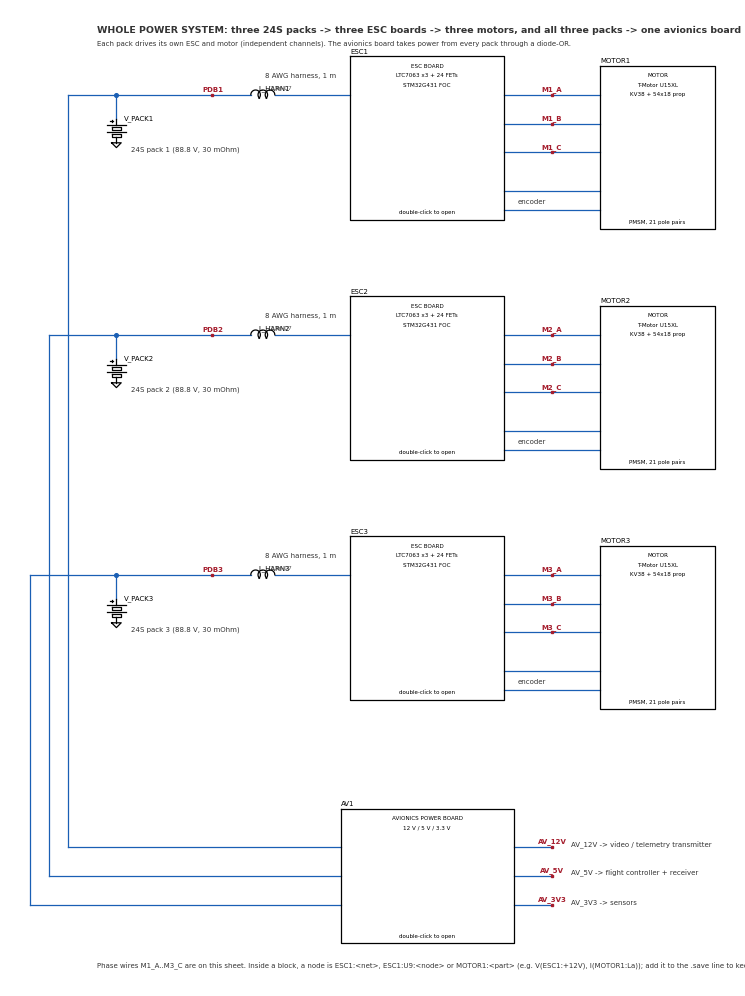 WHOLE POWER SYSTEM: three 24S packs -> three ESC boards -> three motors, and all three packs -> one avionics board
Each pack drives its own ESC and motor (independent channels). The avionics board takes power from every pack through a diode-OR.
ESC1
MOTOR1
8 AWG harness, 1 m
PDB1
L_HARN1
ESC BOARD
LTC7063 x3 + 24 FETs
STM32G431 FOC
MOTOR
T-Motor U15XL
KV38 + 54x18 prop
M1_A
M1_B
M1_C
V_PACK1
24S pack 1 (88.8 V, 30 mOhm)
encoder
double-click to open
PMSM, 21 pole pairs
ESC2
MOTOR2
8 AWG harness, 1 m
PDB2
L_HARN2
ESC BOARD
LTC7063 x3 + 24 FETs
STM32G431 FOC
MOTOR
T-Motor U15XL
KV38 + 54x18 prop
M2_A
M2_B
M2_C
V_PACK2
24S pack 2 (88.8 V, 30 mOhm)
encoder
double-click to open
PMSM, 21 pole pairs
ESC3
MOTOR3
8 AWG harness, 1 m
PDB3
L_HARN3
ESC BOARD
LTC7063 x3 + 24 FETs
STM32G431 FOC
MOTOR
T-Motor U15XL
KV38 + 54x18 prop
M3_A
M3_B
M3_C
V_PACK3
24S pack 3 (88.8 V, 30 mOhm)
encoder
double-click to open
PMSM, 21 pole pairs
AV1
AVIONICS POWER BOARD
12 V / 5 V / 3.3 V
AV_12V
AV_12V -> video / telemetry transmitter
AV_5V
AV_5V -> flight controller + receiver
AV_3V3
AV_3V3 -> sensors
double-click to open
Phase wires M1_A..M3_C are on this sheet. Inside a block, a node is ESC1:<net>, ESC1:U9:<node> or MOTOR1:<part> (e.g. V(ESC1:+12V), I(MOTOR1:La)); add it to the .save line to